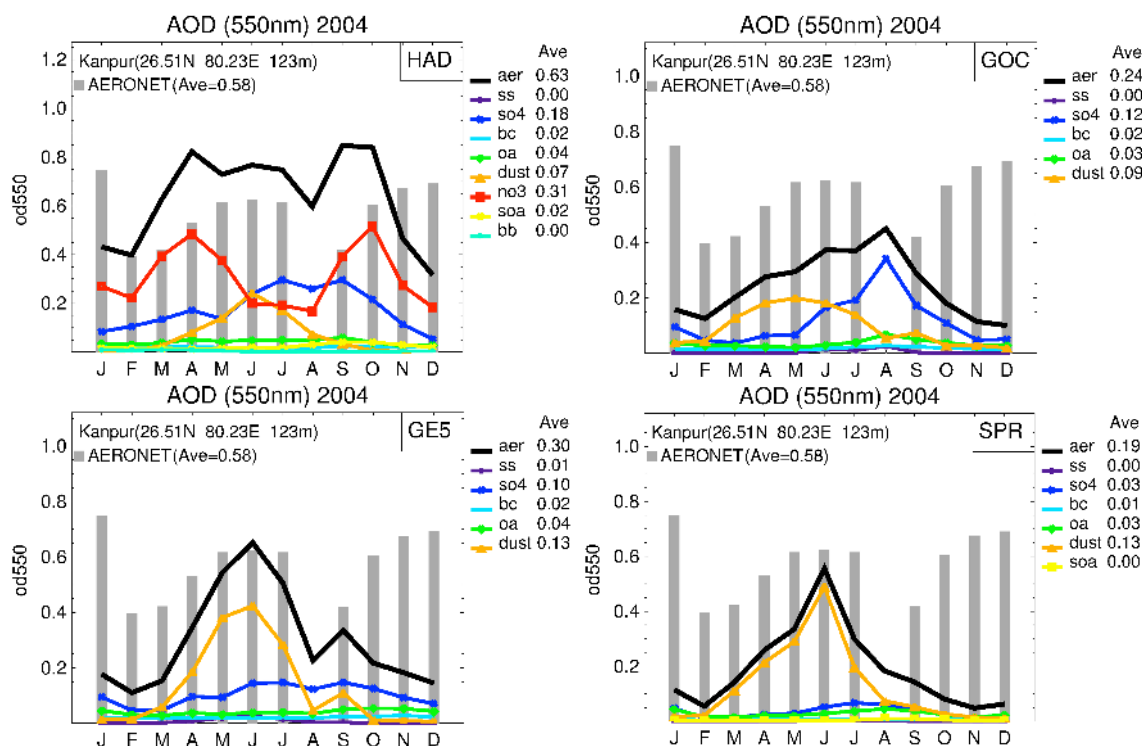 AOD (550nm) 2004
Kanpur(26.51N 80.23E 123m)
HAD
AERONET(Ave=0.58)
Ave
aer 0.63
ss 0.00
so4 0.18
bc 0.02
oa 0.04
dust 0.07
no3 0.31
soa 0.02
bb 0.00
od550
1.2
1.0
0.8
0.6
0.4
0.2
J F M A M J J A S O N D
AOD (550nm) 2004
Kanpur(26.51N 80.23E 123m)
GOC
AERONET(Ave=0.58)
Ave
aer 0.24
ss 0.00
so4 0.12
bc 0.02
oa 0.03
dust 0.09
od550
1.0
0.8
0.6
0.4
0.2
J F M A M J J A S O N D
AOD (550nm) 2004
Kanpur(26.51N 80.23E 123m)
GE5
AERONET(Ave=0.58)
Ave
aer 0.30
ss 0.01
so4 0.10
bc 0.02
oa 0.04
dust 0.13
od550
1.0
0.8
0.6
0.4
0.2
J F M A M J J A S O N D
AOD (550nm) 2004
Kanpur(26.51N 80.23E 123m)
SPR
AERONET(Ave=0.58)
Ave
aer 0.19
ss 0.00
so4 0.03
bc 0.01
oa 0.03
dust 0.13
soa 0.00
od550
1.0
0.8
0.6
0.4
0.2
J F M A M J J A S O N D